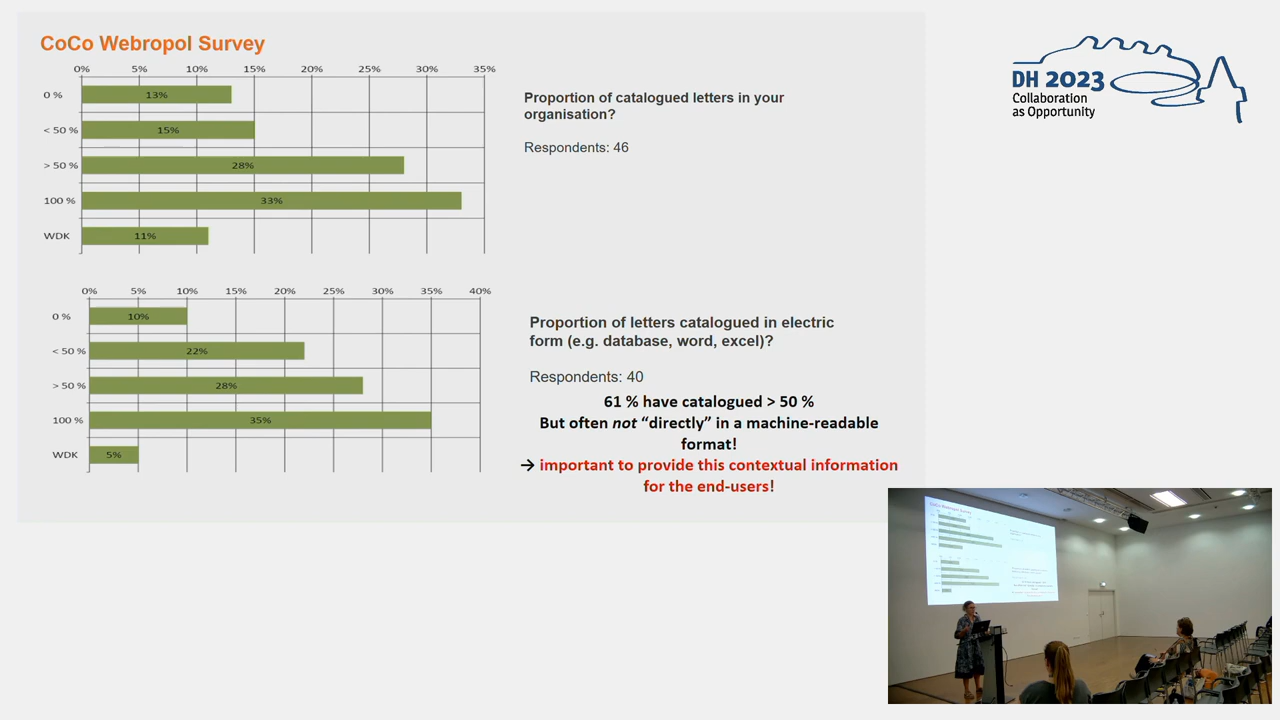 CoCo Webropol Survey
0% 5% 10% 15% 20% 25% 30% 35%
0 % 13%
< 50 % 15%
> 50 % 28%
100 % 33%
WDK 11%
Proportion of catalogued letters in your
organisation?
Respondents: 46
0% 5% 10% 15% 20% 25% 30% 35% 40%
0 % 10%
< 50 % 22%
> 50 % 28%
100 % 35%
WDK 5%
Proportion of letters catalogued in electric
form (e.g. database, word, excel)?
Respondents: 40
61 % have catalogued > 50 %
But often not “directly” in a machine-readable
format!
→ important to provide this contextual information
for the end-users!
DH 2023
Collaboration
as Opportunity
CoCo Webropol Survey